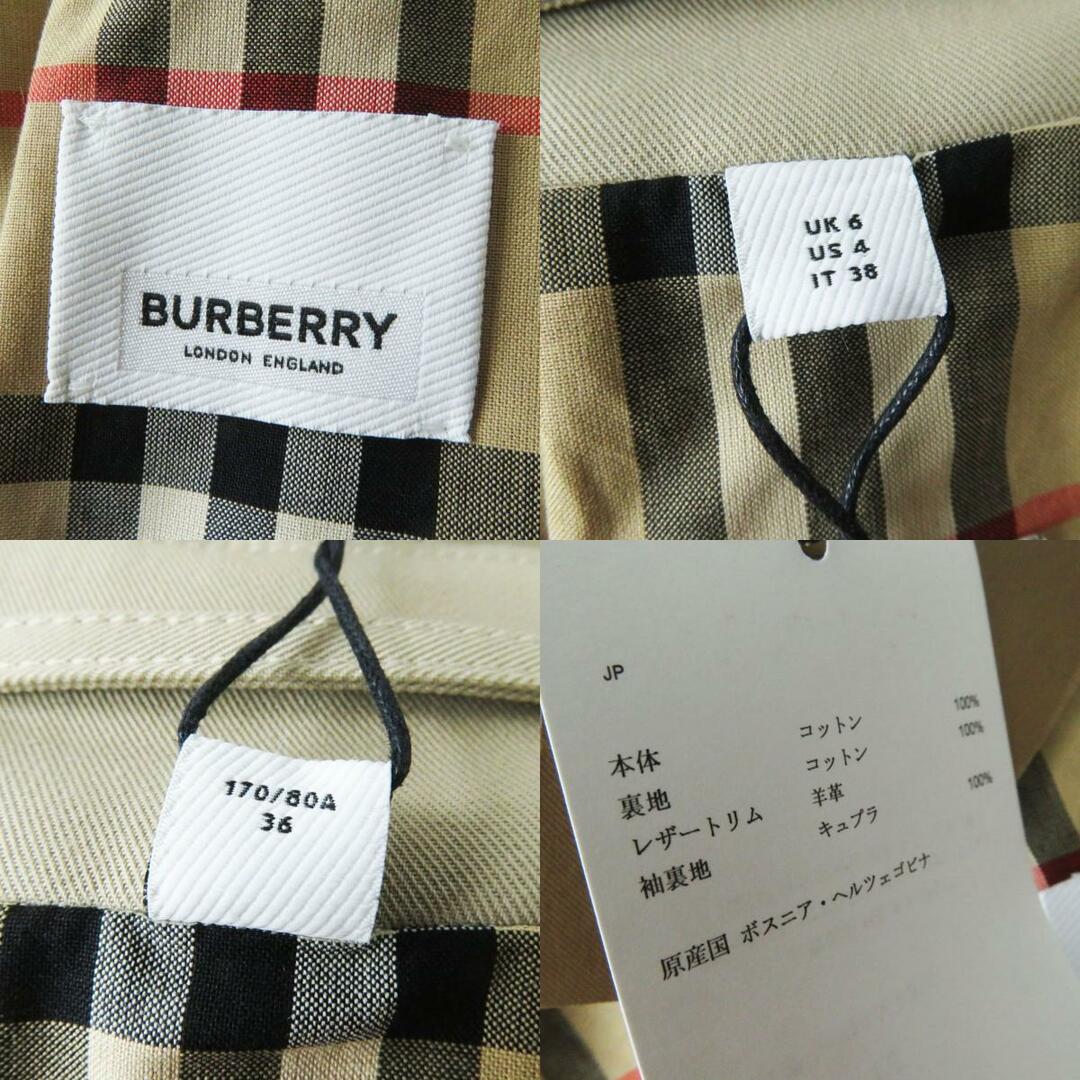 BURBERRY
LONDON ENGLAND
UK 6
US 4
IT 38
170/80A
36
JP
本体 コットン 100%
裏地 コットン 100%
レザートリム 羊革
袖裏地 キュプラ 100%
原産国 ボスニア・ヘルツェゴビナ